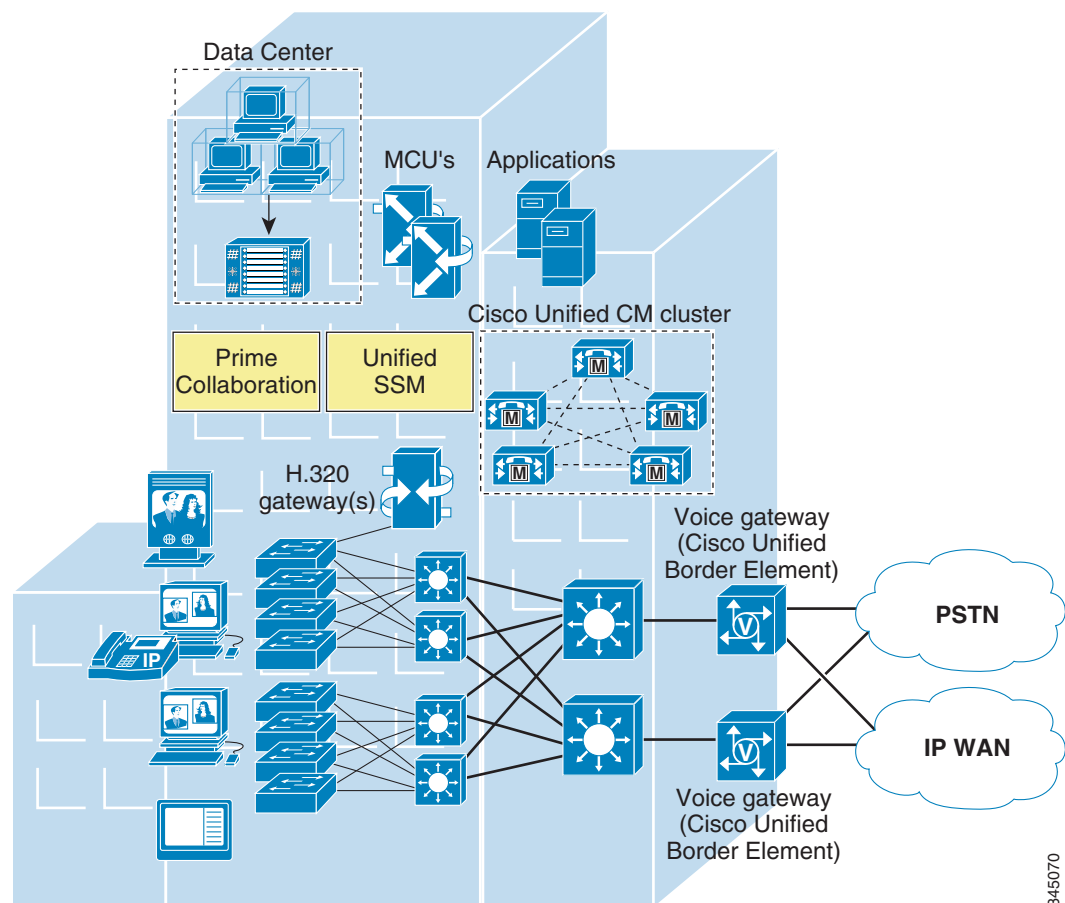 Data Center
MCU's
Applications
Cisco Unified CM cluster
Prime
Collaboration
Unified
SSM
M
M
M
M
M
H.320
gateway(s)
IP
Voice gateway
(Cisco Unified
Border Element)
V
PSTN
V
IP WAN
Voice gateway
(Cisco Unified
Border Element)
345070